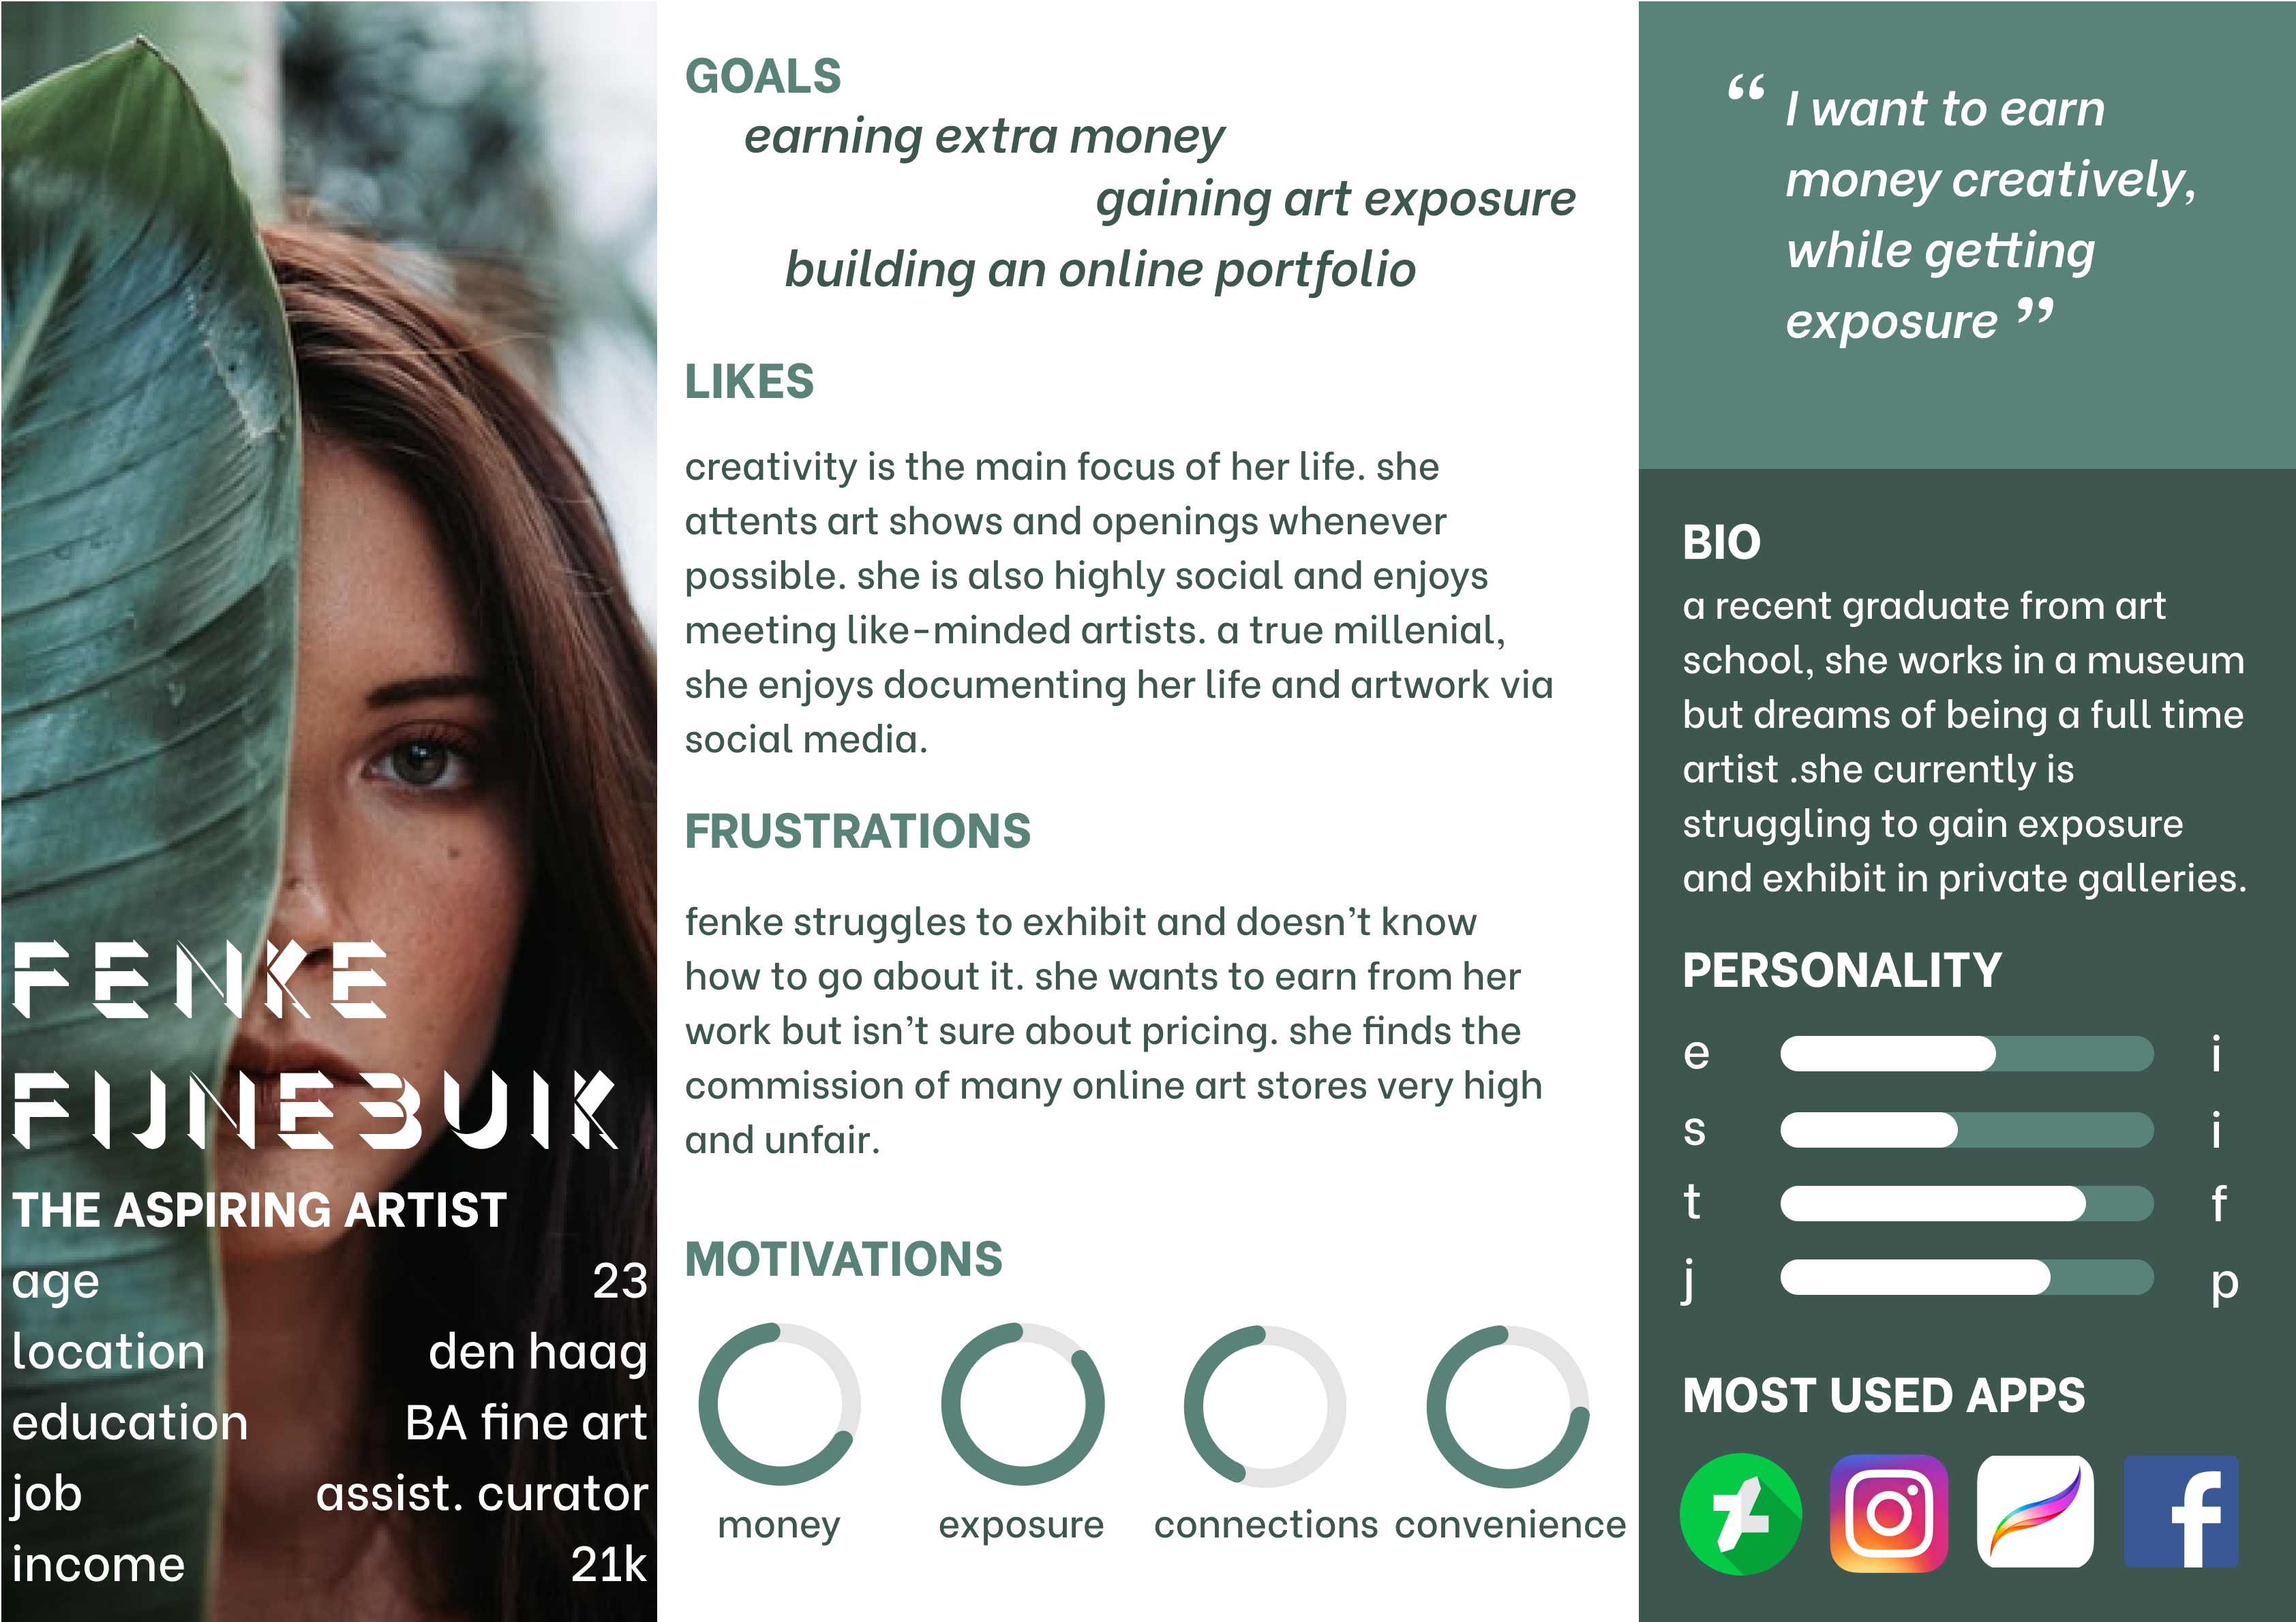 FENKE
FIJNEBUIK
THE ASPIRING ARTIST
age 23
location den haag
education BA fine art
job assist. curator
income 21k
GOALS
earning extra money
gaining art exposure
building an online portfolio
LIKES
creativity is the main focus of her life. she
attents art shows and openings whenever
possible. she is also highly social and enjoys
meeting like-minded artists. a true millenial,
she enjoys documenting her life and artwork via
social media.
FRUSTRATIONS
fenke struggles to exhibit and doesn’t know
how to go about it. she wants to earn from her
work but isn’t sure about pricing. she finds the
commission of many online art stores very high
and unfair.
MOTIVATIONS
money exposure connections convenience
“ I want to earn
money creatively,
while getting
exposure ”
BIO
a recent graduate from art
school, she works in a museum
but dreams of being a full time
artist .she currently is
struggling to gain exposure
and exhibit in private galleries.
PERSONALITY
e i
s i
t f
j p
MOST USED APPS
f